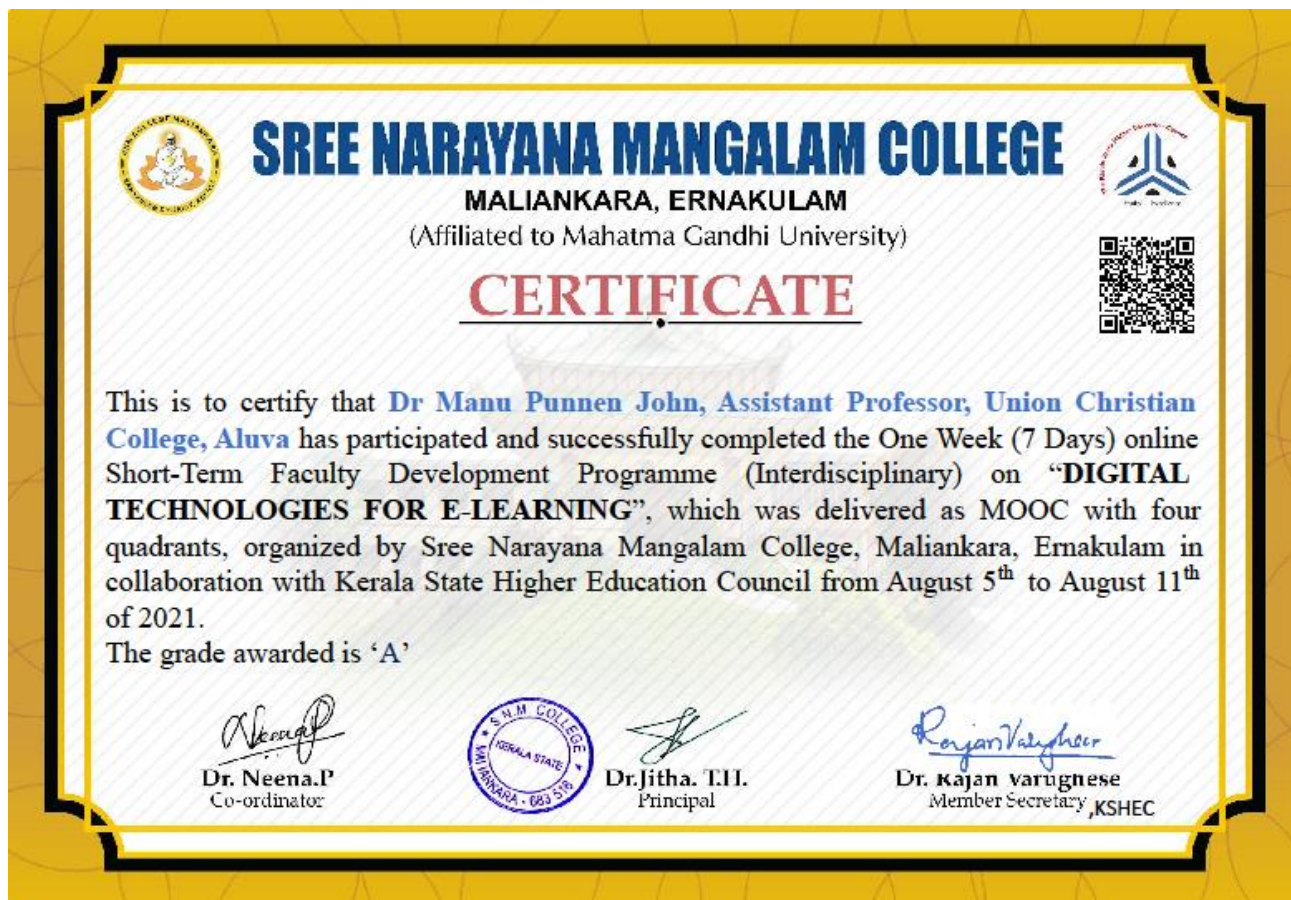 SREE NARAYANA MANGALAM COLLEGE
MALIANKARA, ERNAKULAM
(Affiliated to Mahatma Gandhi University)
CERTIFICATE
This is to certify that Dr Manu Punnen John, Assistant Professor, Union Christian
College, Aluva has participated and successfully completed the One Week (7 Days) online
Short-Term Faculty Development Programme (Interdisciplinary) on “DIGITAL
TECHNOLOGIES FOR E-LEARNING”, which was delivered as MOOC with four
quadrants, organized by Sree Narayana Mangalam College, Maliankara, Ernakulam in
collaboration with Kerala State Higher Education Council from August 5th to August 11th
of 2021.
The grade awarded is ‘A’
S.N.M. COLLEGE
KERALA STATE
MALIANKARA - 683 516
Dr. Neena.P
Co-ordinator
Dr.Jitha. T.H.
Principal
Rajan Varughese
Dr. Rajan Varughese
Member Secretary ,KSHEC